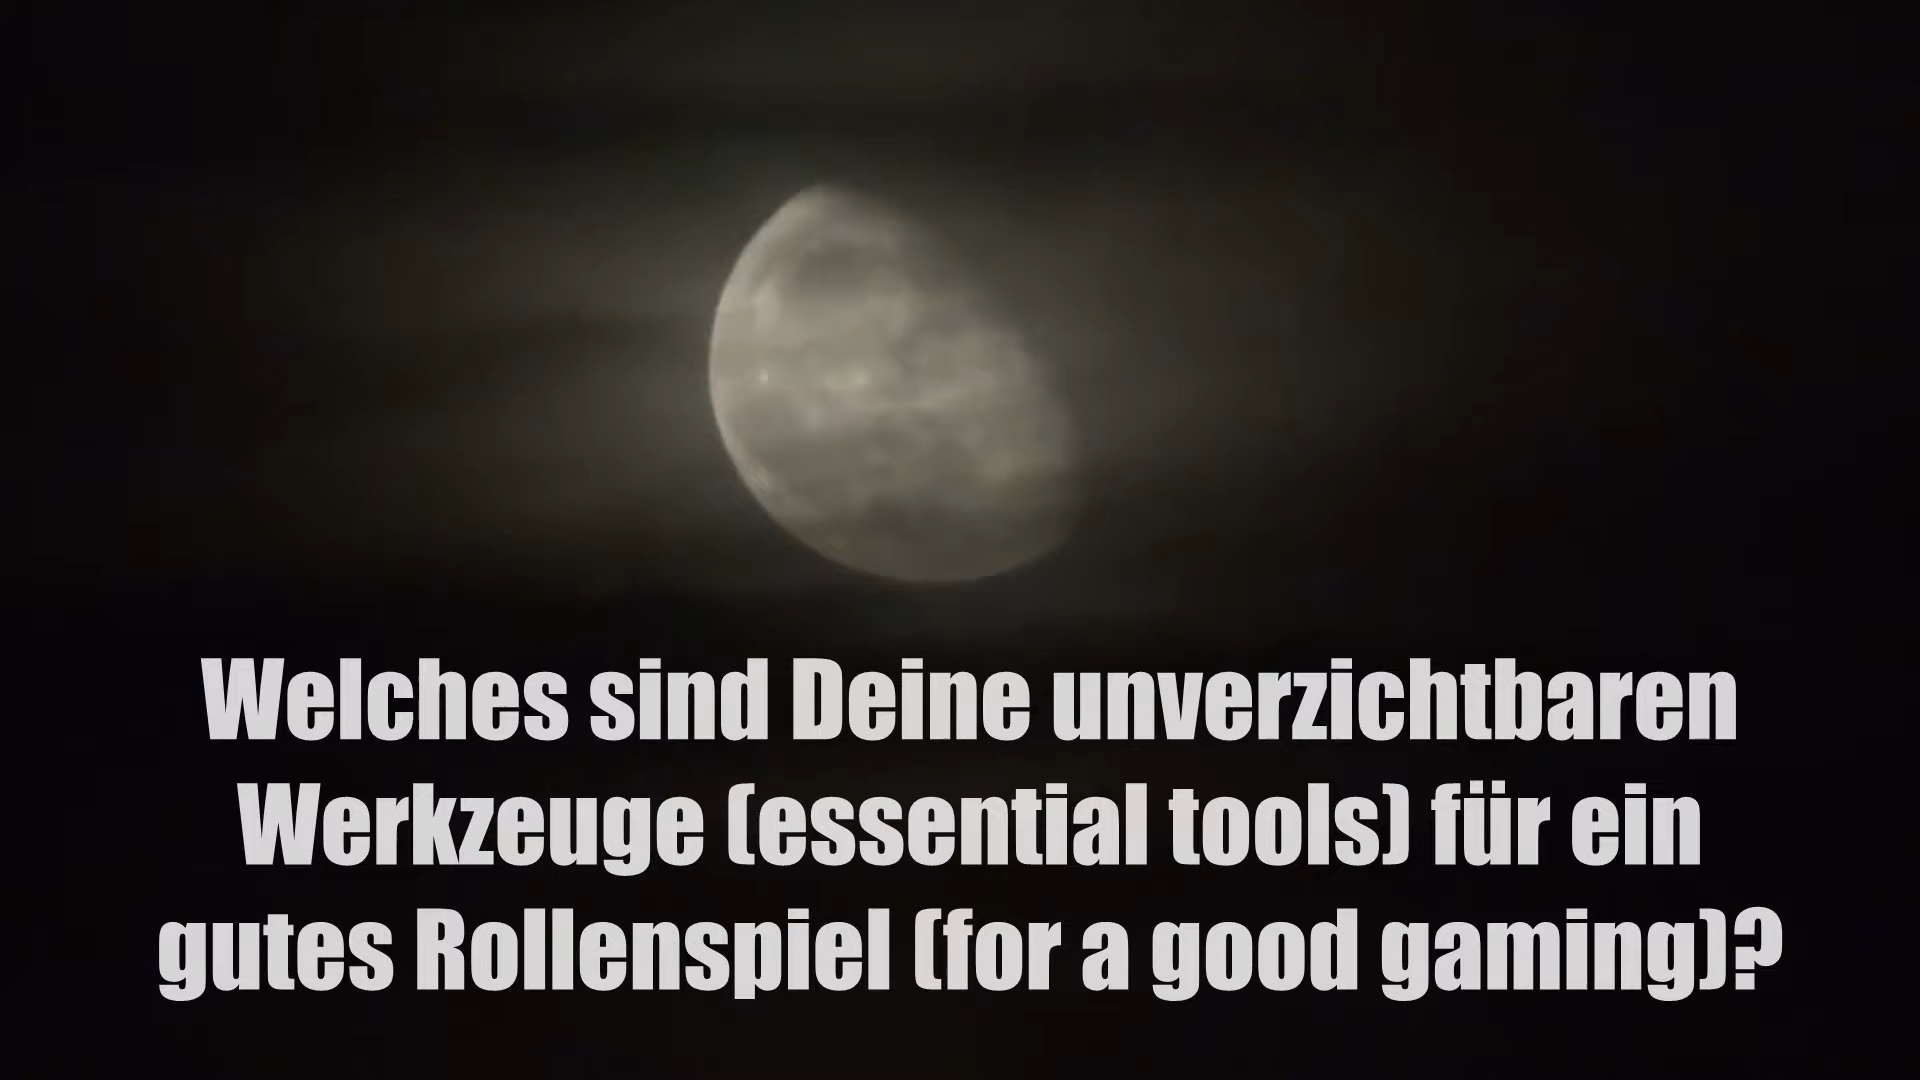 Welches sind Deine unverzichtbaren
Werkzeuge (essential tools) für ein
gutes Rollenspiel (for a good gaming)?